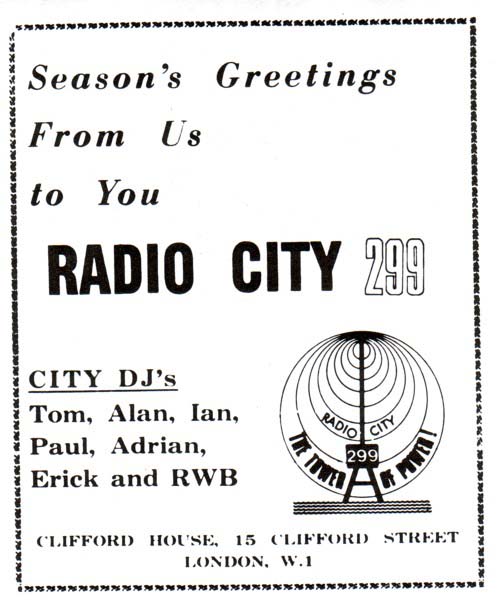 Season's Greetings
From Us
to You
RADIO CITY 299
CITY DJ's
Tom, Alan, Ian,
Paul, Adrian,
Erick and RWB
RADIO CITY
299
THE TOWER OF POWER!
CLIFFORD HOUSE, 15 CLIFFORD STREET
LONDON, W.1